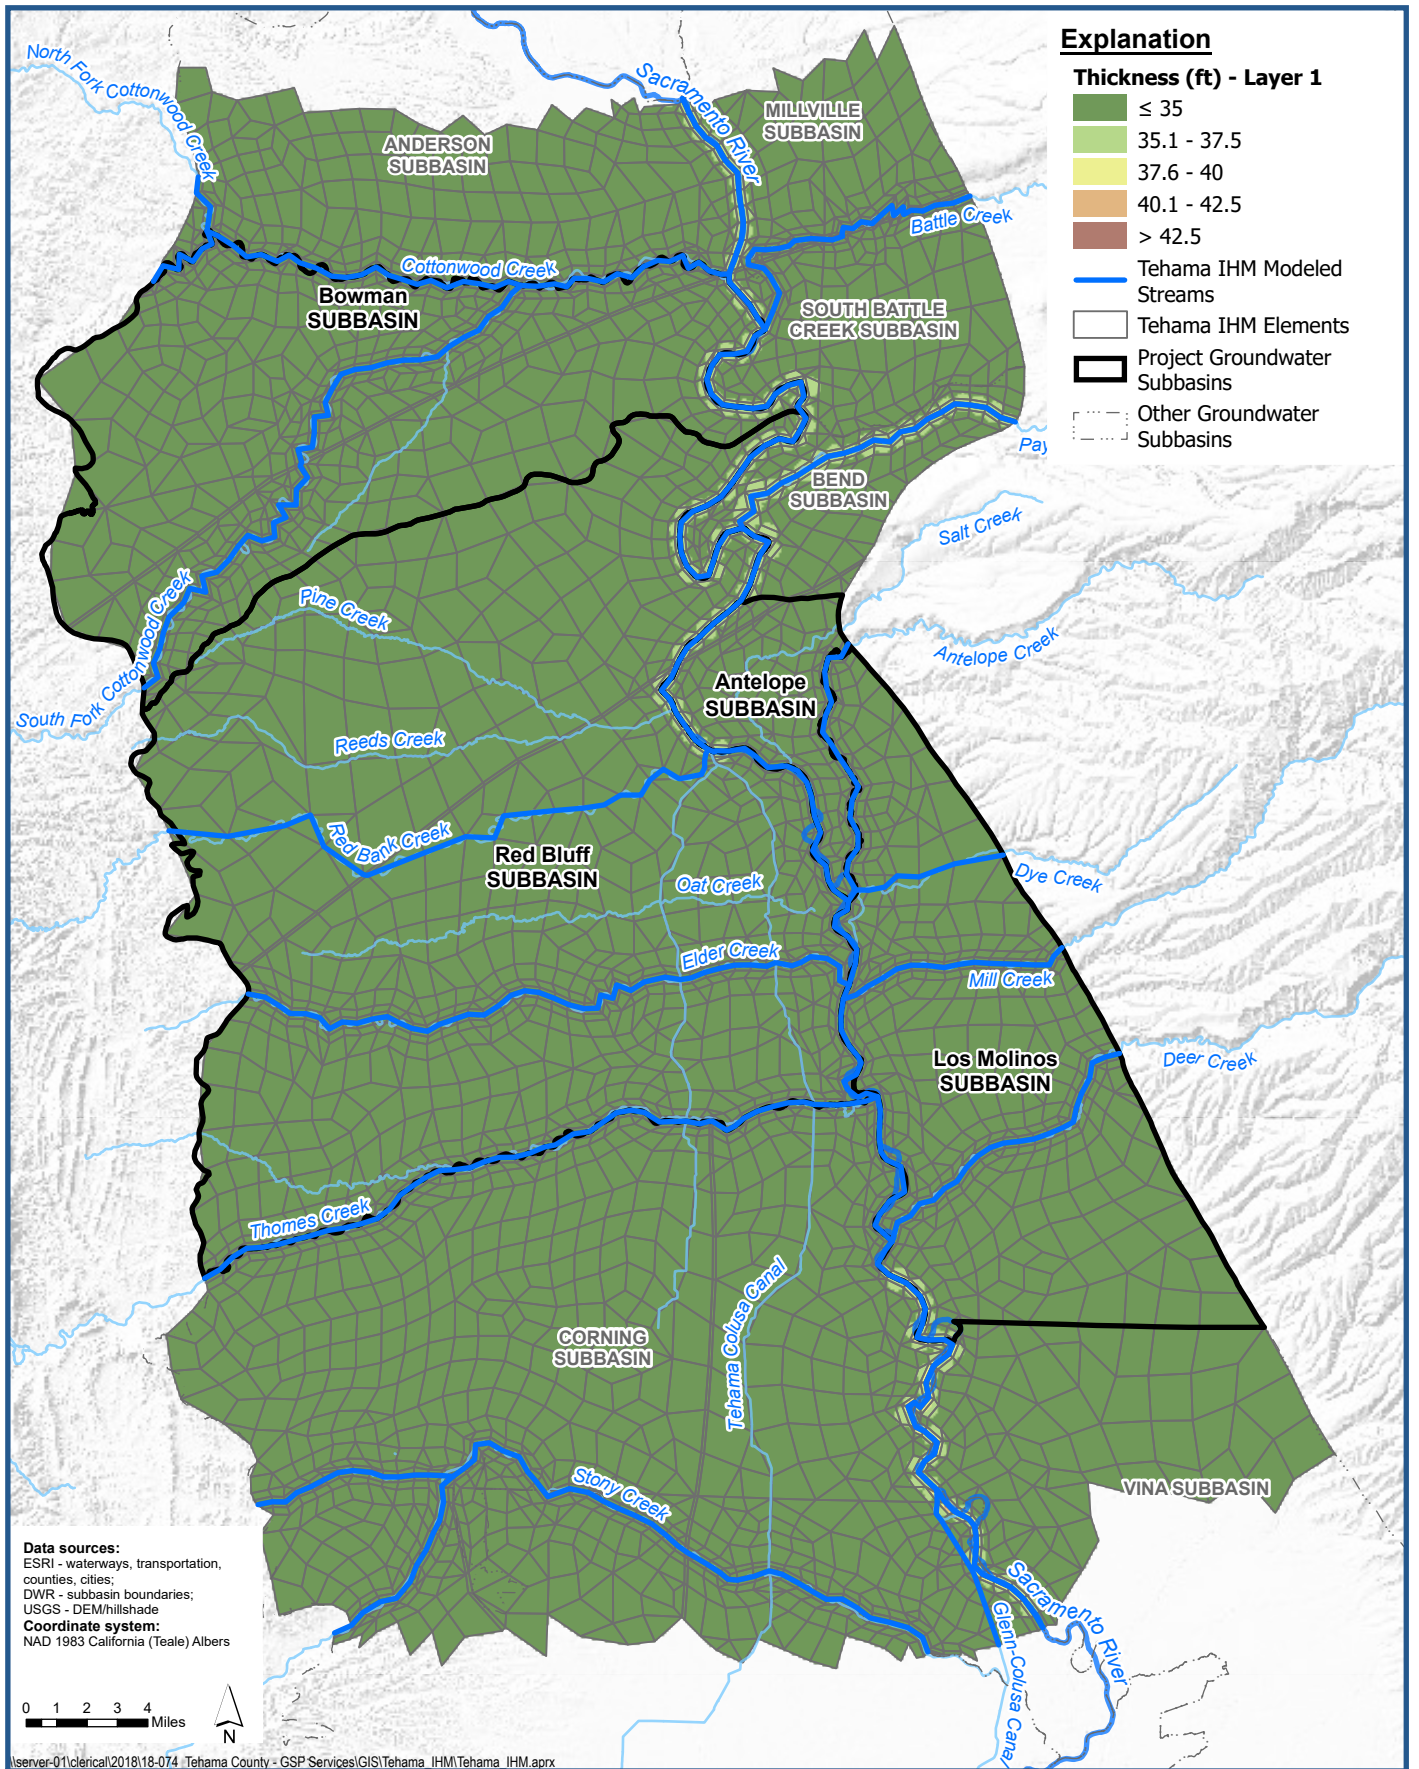 Explanation
Thickness (ft) - Layer 1
≤ 35
35.1 - 37.5
37.6 - 40
40.1 - 42.5
> 42.5
Tehama IHM Modeled
Streams
Tehama IHM Elements
Project Groundwater
Subbasins
Other Groundwater
Subbasins
North Fork Cottonwood Creek
Sacramento River
MILLVILLE
SUBBASIN
ANDERSON
SUBBASIN
Battle Creek
Cottonwood Creek
Bowman
SUBBASIN
SOUTH BATTLE
CREEK SUBBASIN
Pay
BEND
SUBBASIN
Salt Creek
Pine Creek
Antelope Creek
South Fork Cottonwood Creek
Antelope
SUBBASIN
Reeds Creek
Red Bank Creek
Red Bluff
SUBBASIN
Oat Creek
Dye Creek
Elder Creek
Mill Creek
Los Molinos
SUBBASIN
Deer Creek
Thomes Creek
Tehama Colusa Canal
CORNING
SUBBASIN
Stony Creek
VINA SUBBASIN
Sacramento River
Glenn-Colusa Canal
Data sources:
ESRI - waterways, transportation,
counties, cities;
DWR - subbasin boundaries;
USGS - DEM/hillshade
Coordinate system:
NAD 1983 California (Teale) Albers
0 1 2 3 4
Miles
N
\\server-01\clerical\2018\18-074_Tehama County - GSP Services\GIS\Tehama_IHM\Tehama_IHM.aprx